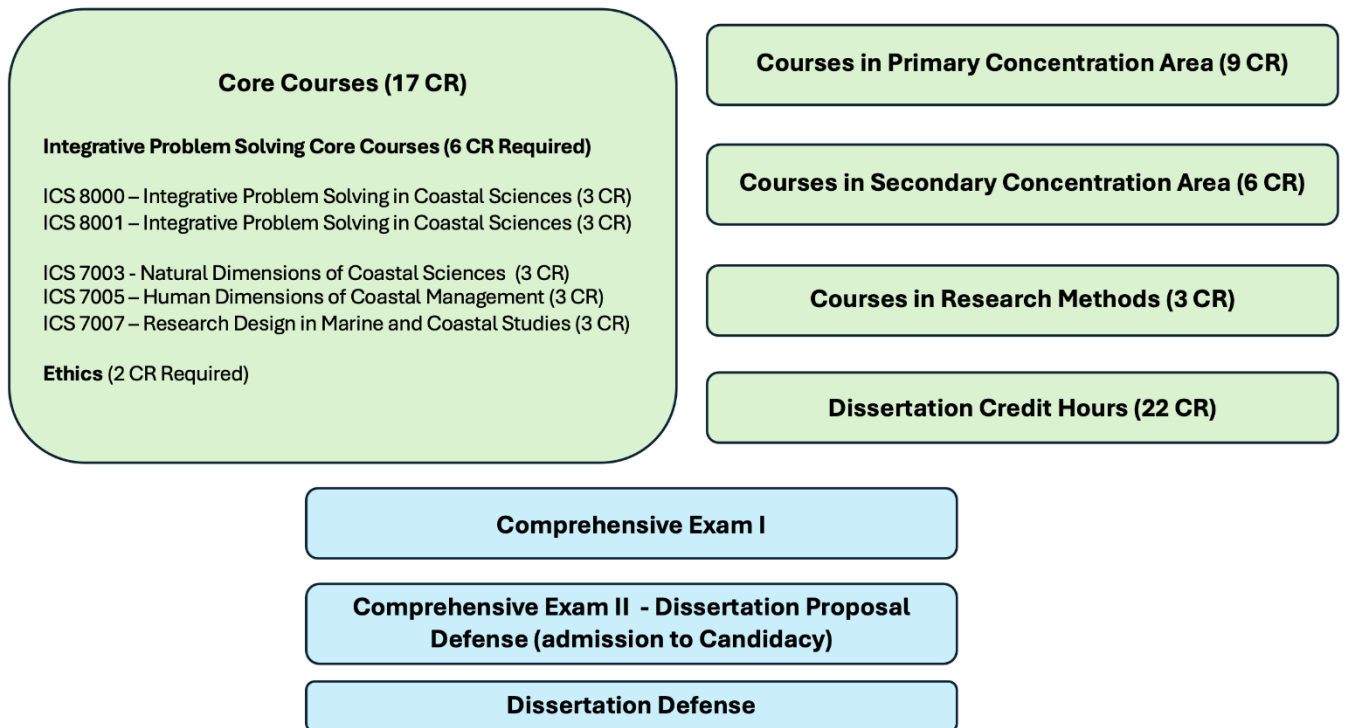 Core Courses (17 CR)
Integrative Problem Solving Core Courses (6 CR Required)
ICS 8000 – Integrative Problem Solving in Coastal Sciences (3 CR)
ICS 8001 – Integrative Problem Solving in Coastal Sciences (3 CR)
ICS 7003 - Natural Dimensions of Coastal Sciences  (3 CR)
ICS 7005 – Human Dimensions of Coastal Management (3 CR)
ICS 7007 – Research Design in Marine and Coastal Studies (3 CR)
Ethics (2 CR Required)
Courses in Primary Concentration Area (9 CR)
Courses in Secondary Concentration Area (6 CR)
Courses in Research Methods (3 CR)
Dissertation Credit Hours (22 CR)
Comprehensive Exam I
Comprehensive Exam II  - Dissertation Proposal
Defense (admission to Candidacy)
Dissertation Defense